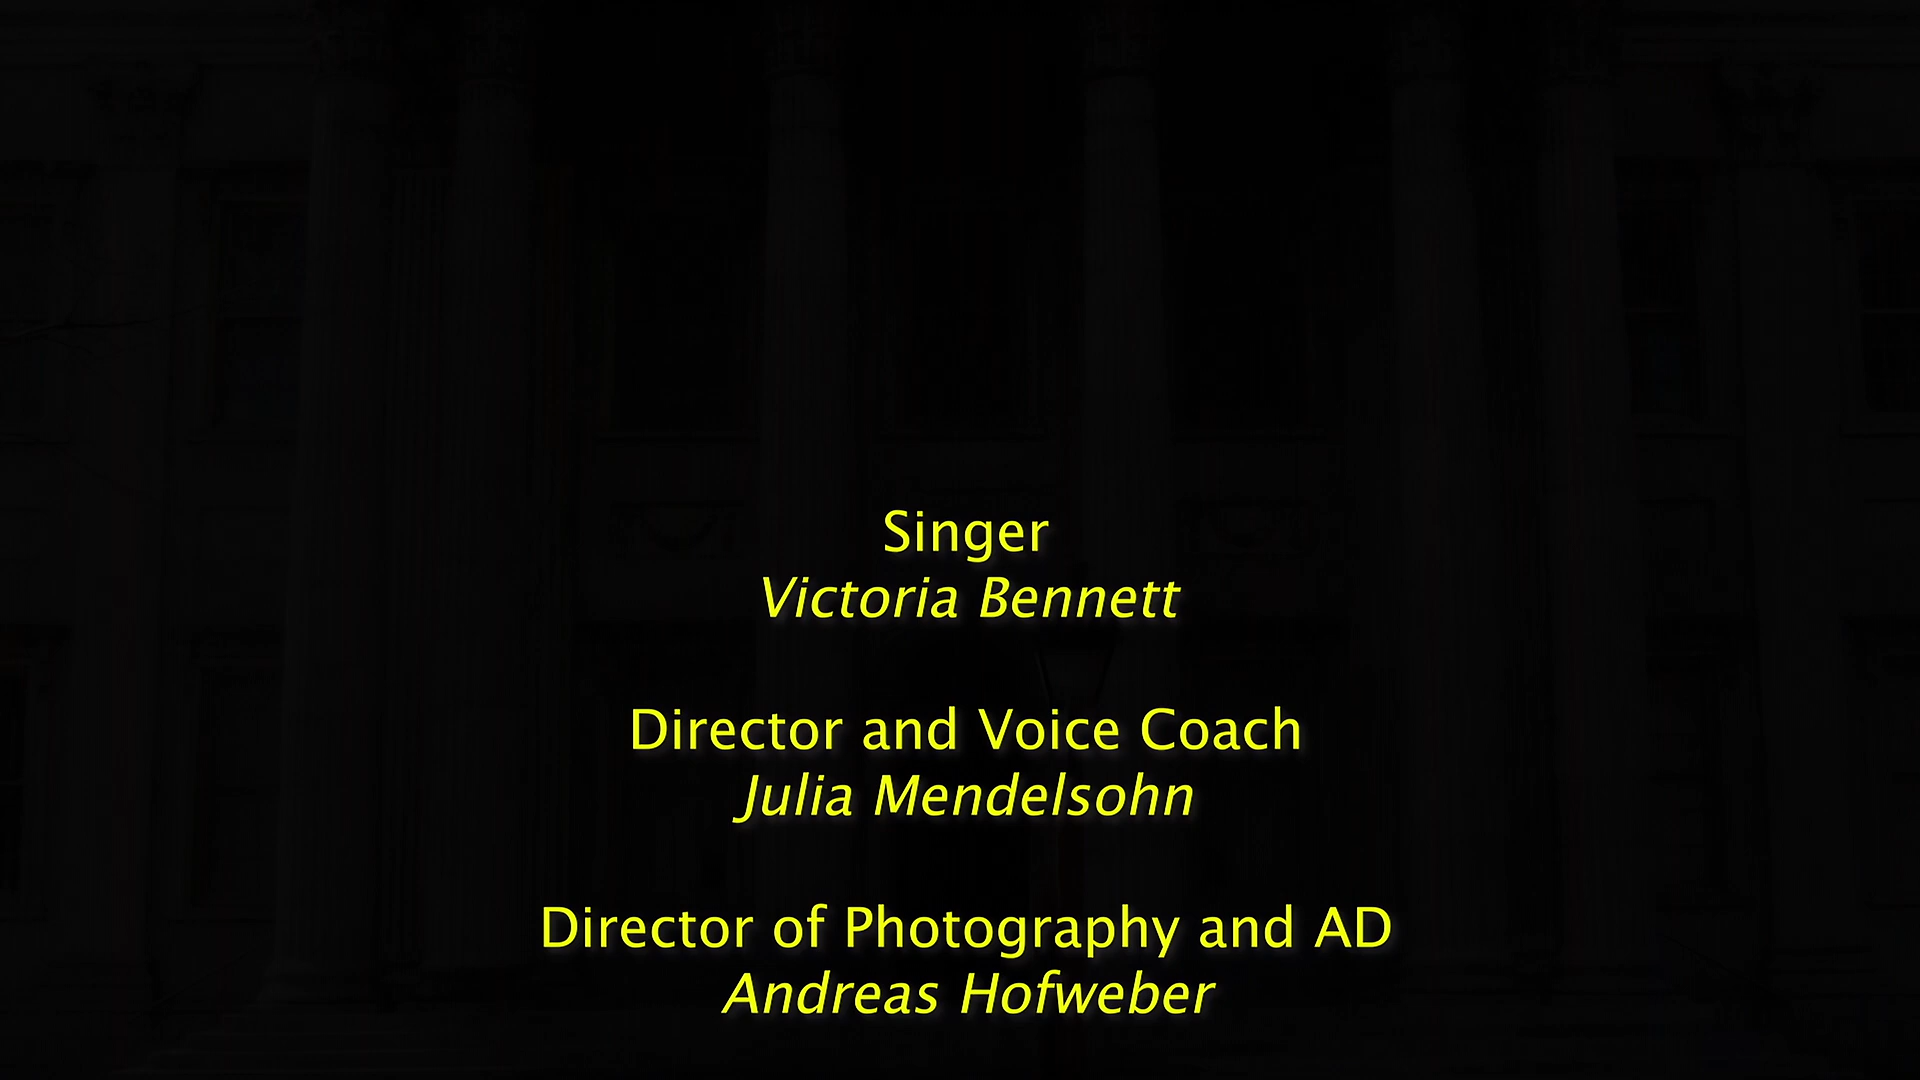 Singer
Victoria Bennett
Director and Voice Coach
Julia Mendelsohn
Director of Photography and AD
Andreas Hofweber